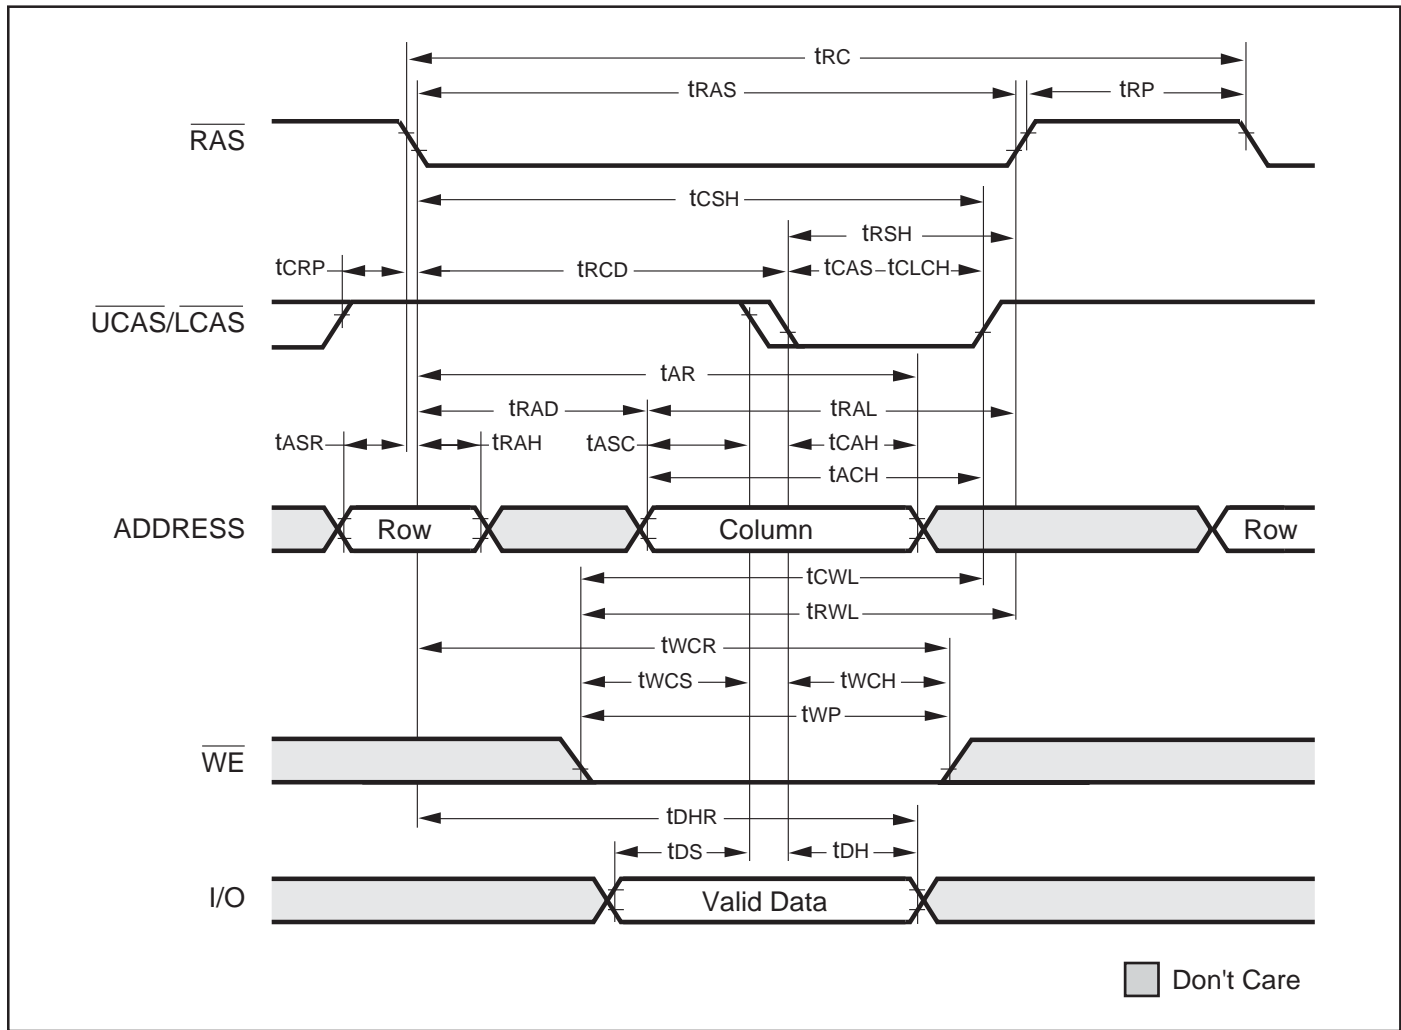 tRC
tRAS
tRP
RAS
tCSH
tRSH
tCRP
tRCD
tCAS
tCLCH
UCAS/LCAS
tAR
tRAD
tRAL
tASR
tRAH
tASC
tCAH
tACH
ADDRESS
Row
Column
Row
tCWL
tRWL
tWCR
tWCS
tWCH
tWP
WE
tDHR
tDS
tDH
I/O
Valid Data
Don't Care